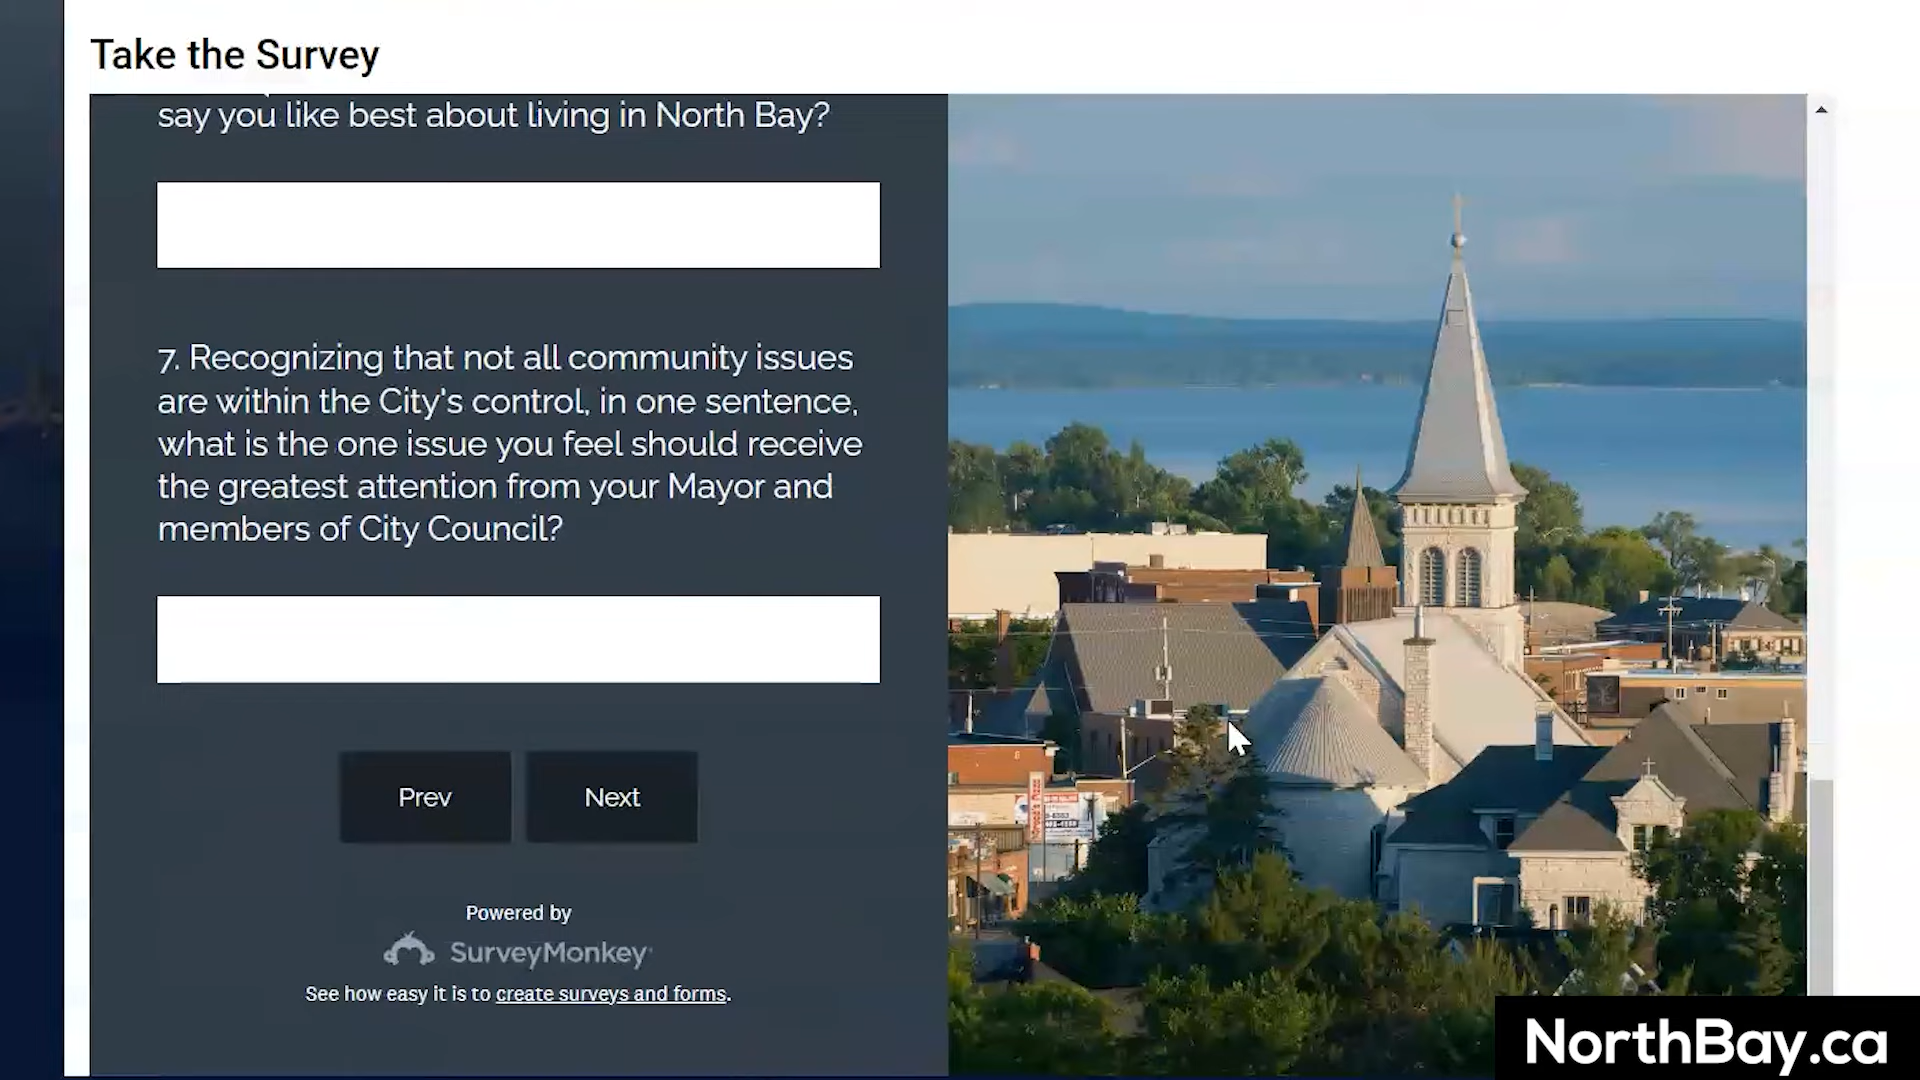 Take the Survey
say you like best about living in North Bay?
7. Recognizing that not all community issues
are within the City's control, in one sentence,
what is the one issue you feel should receive
the greatest attention from your Mayor and
members of City Council?
Prev
Next
Powered by
SurveyMonkey
See how easy it is to create surveys and forms.
NorthBay.ca